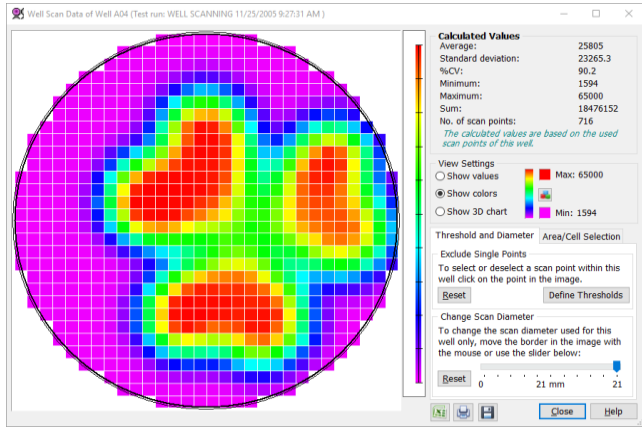 Well Scan Data of Well A04 (Test run: WELL SCANNING 11/25/2005 9:27:31 AM )
Calculated Values
Average: 25805
Standard deviation: 23265.3
%CV: 90.2
Minimum: 1594
Maximum: 65000
Sum: 18476152
No. of scan points: 716
The calculated values are based on the used
scan points of this well.
View Settings
Show values
Show colors
Show 3D chart
Max: 65000
Min: 1594
Threshold and Diameter
Area/Cell Selection
Exclude Single Points
To select or deselect a scan point within this
well click on the point in the image.
Reset
Define Thresholds
Change Scan Diameter
To change the scan diameter used for this
well only, move the border in the image with
the mouse or use the slider below:
Reset
0 21 mm 21
Close
Help